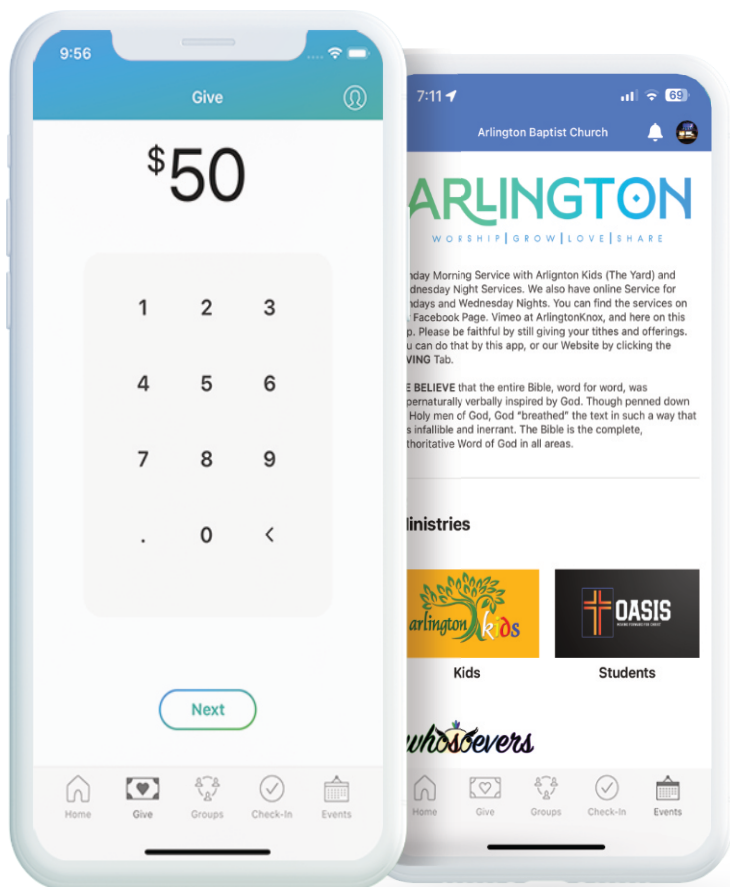 9:56
Give
$50
1 2 3
4 5 6
7 8 9
. 0 <
Next
Home Give Groups Check-In Events
7:11 69
Arlington Baptist Church
ARLINGTON
WORSHIP|GROW|LOVE|SHARE
nday Morning Service with Arlignton Kids (The Yard) and
dnesday Night Services. We also have online Service for
ndays and Wednesday Nights. You can find the services on
Facebook Page. Vimeo at ArlingtonKnox, and here on this
p. Please be faithful by still giving your tithes and offerings.
u can do that by this app, or our Website by clicking the
VING Tab.
E BELIEVE that the entire Bible, word for word, was
pernaturally verbally inspired by God. Though penned down
Holy men of God, God "breathed" the text in such a way that
s infallible and inerrant. The Bible is the complete,
thoritative Word of God in all areas.
inistries
arlington kids
OASIS
Kids Students
whosoevers
Home Give Groups Check-In Events